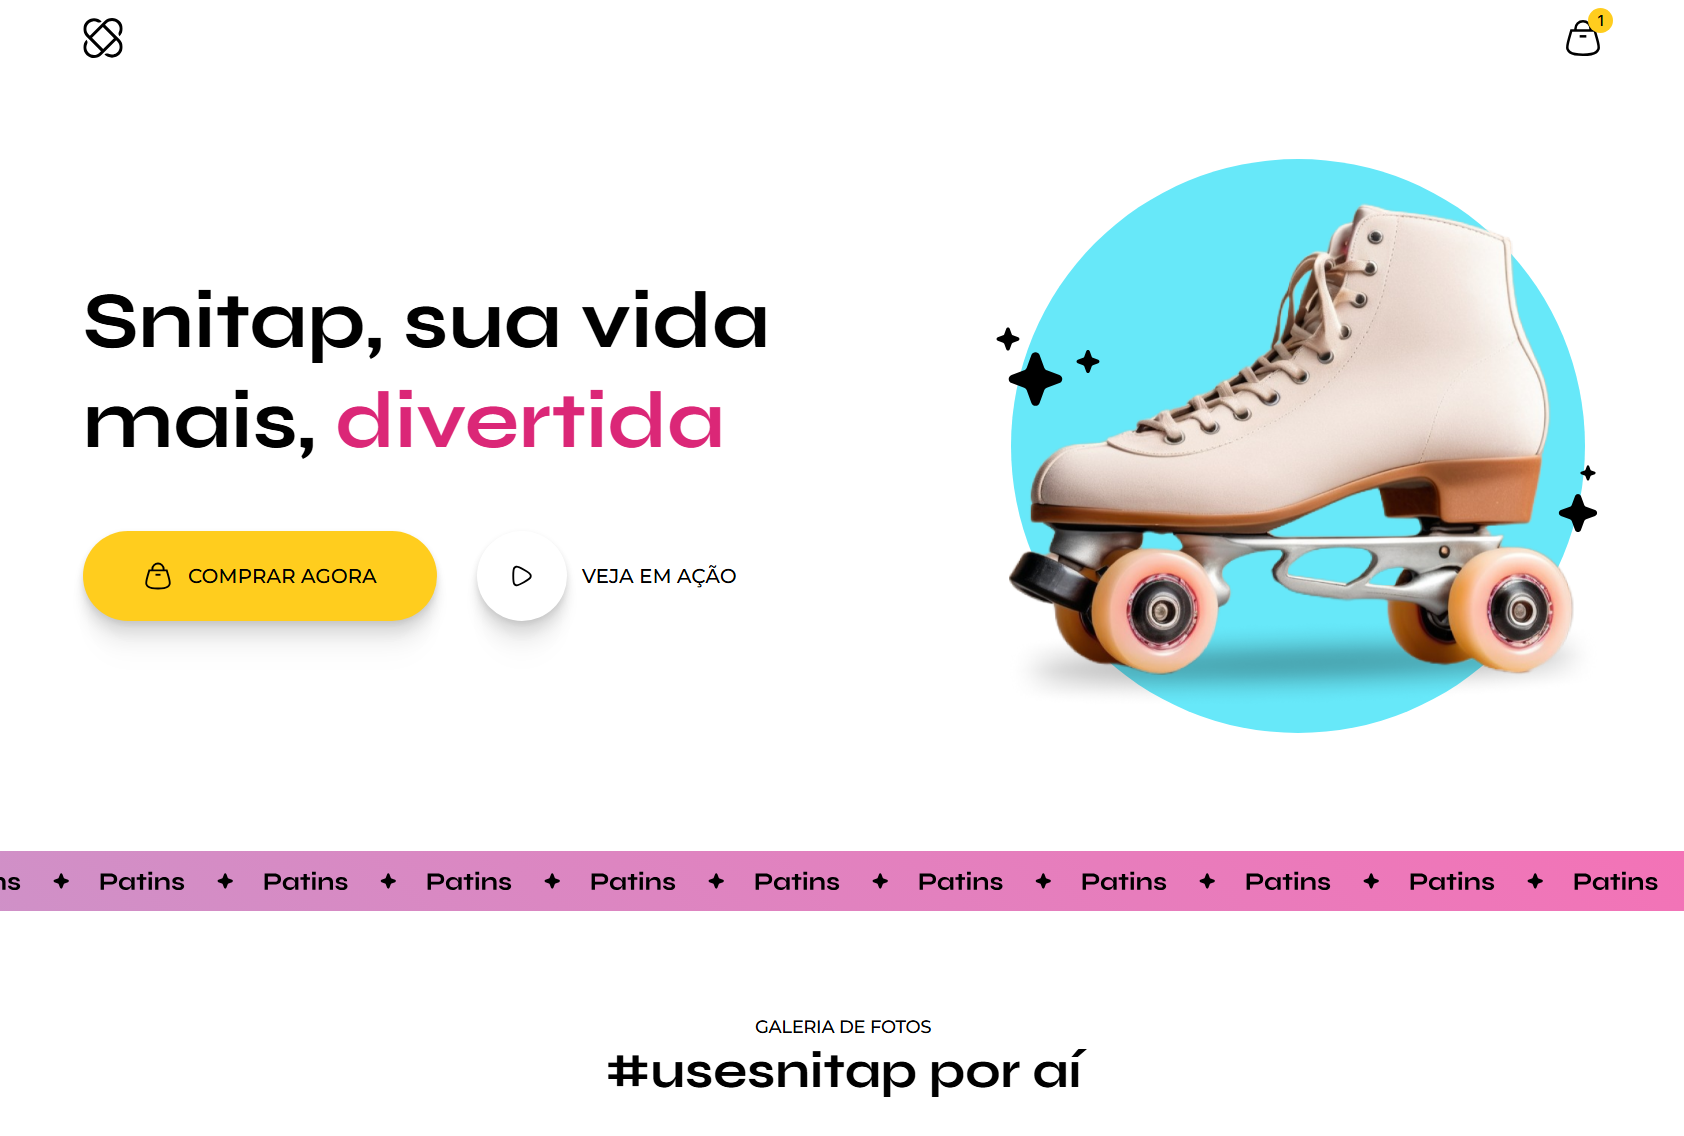 1
Snitap, sua vida
mais, divertida
COMPRAR AGORA
VEJA EM AÇÃO
ns Patins Patins Patins Patins Patins Patins Patins Patins Patins Patins
GALERIA DE FOTOS
#usesnitap por aí